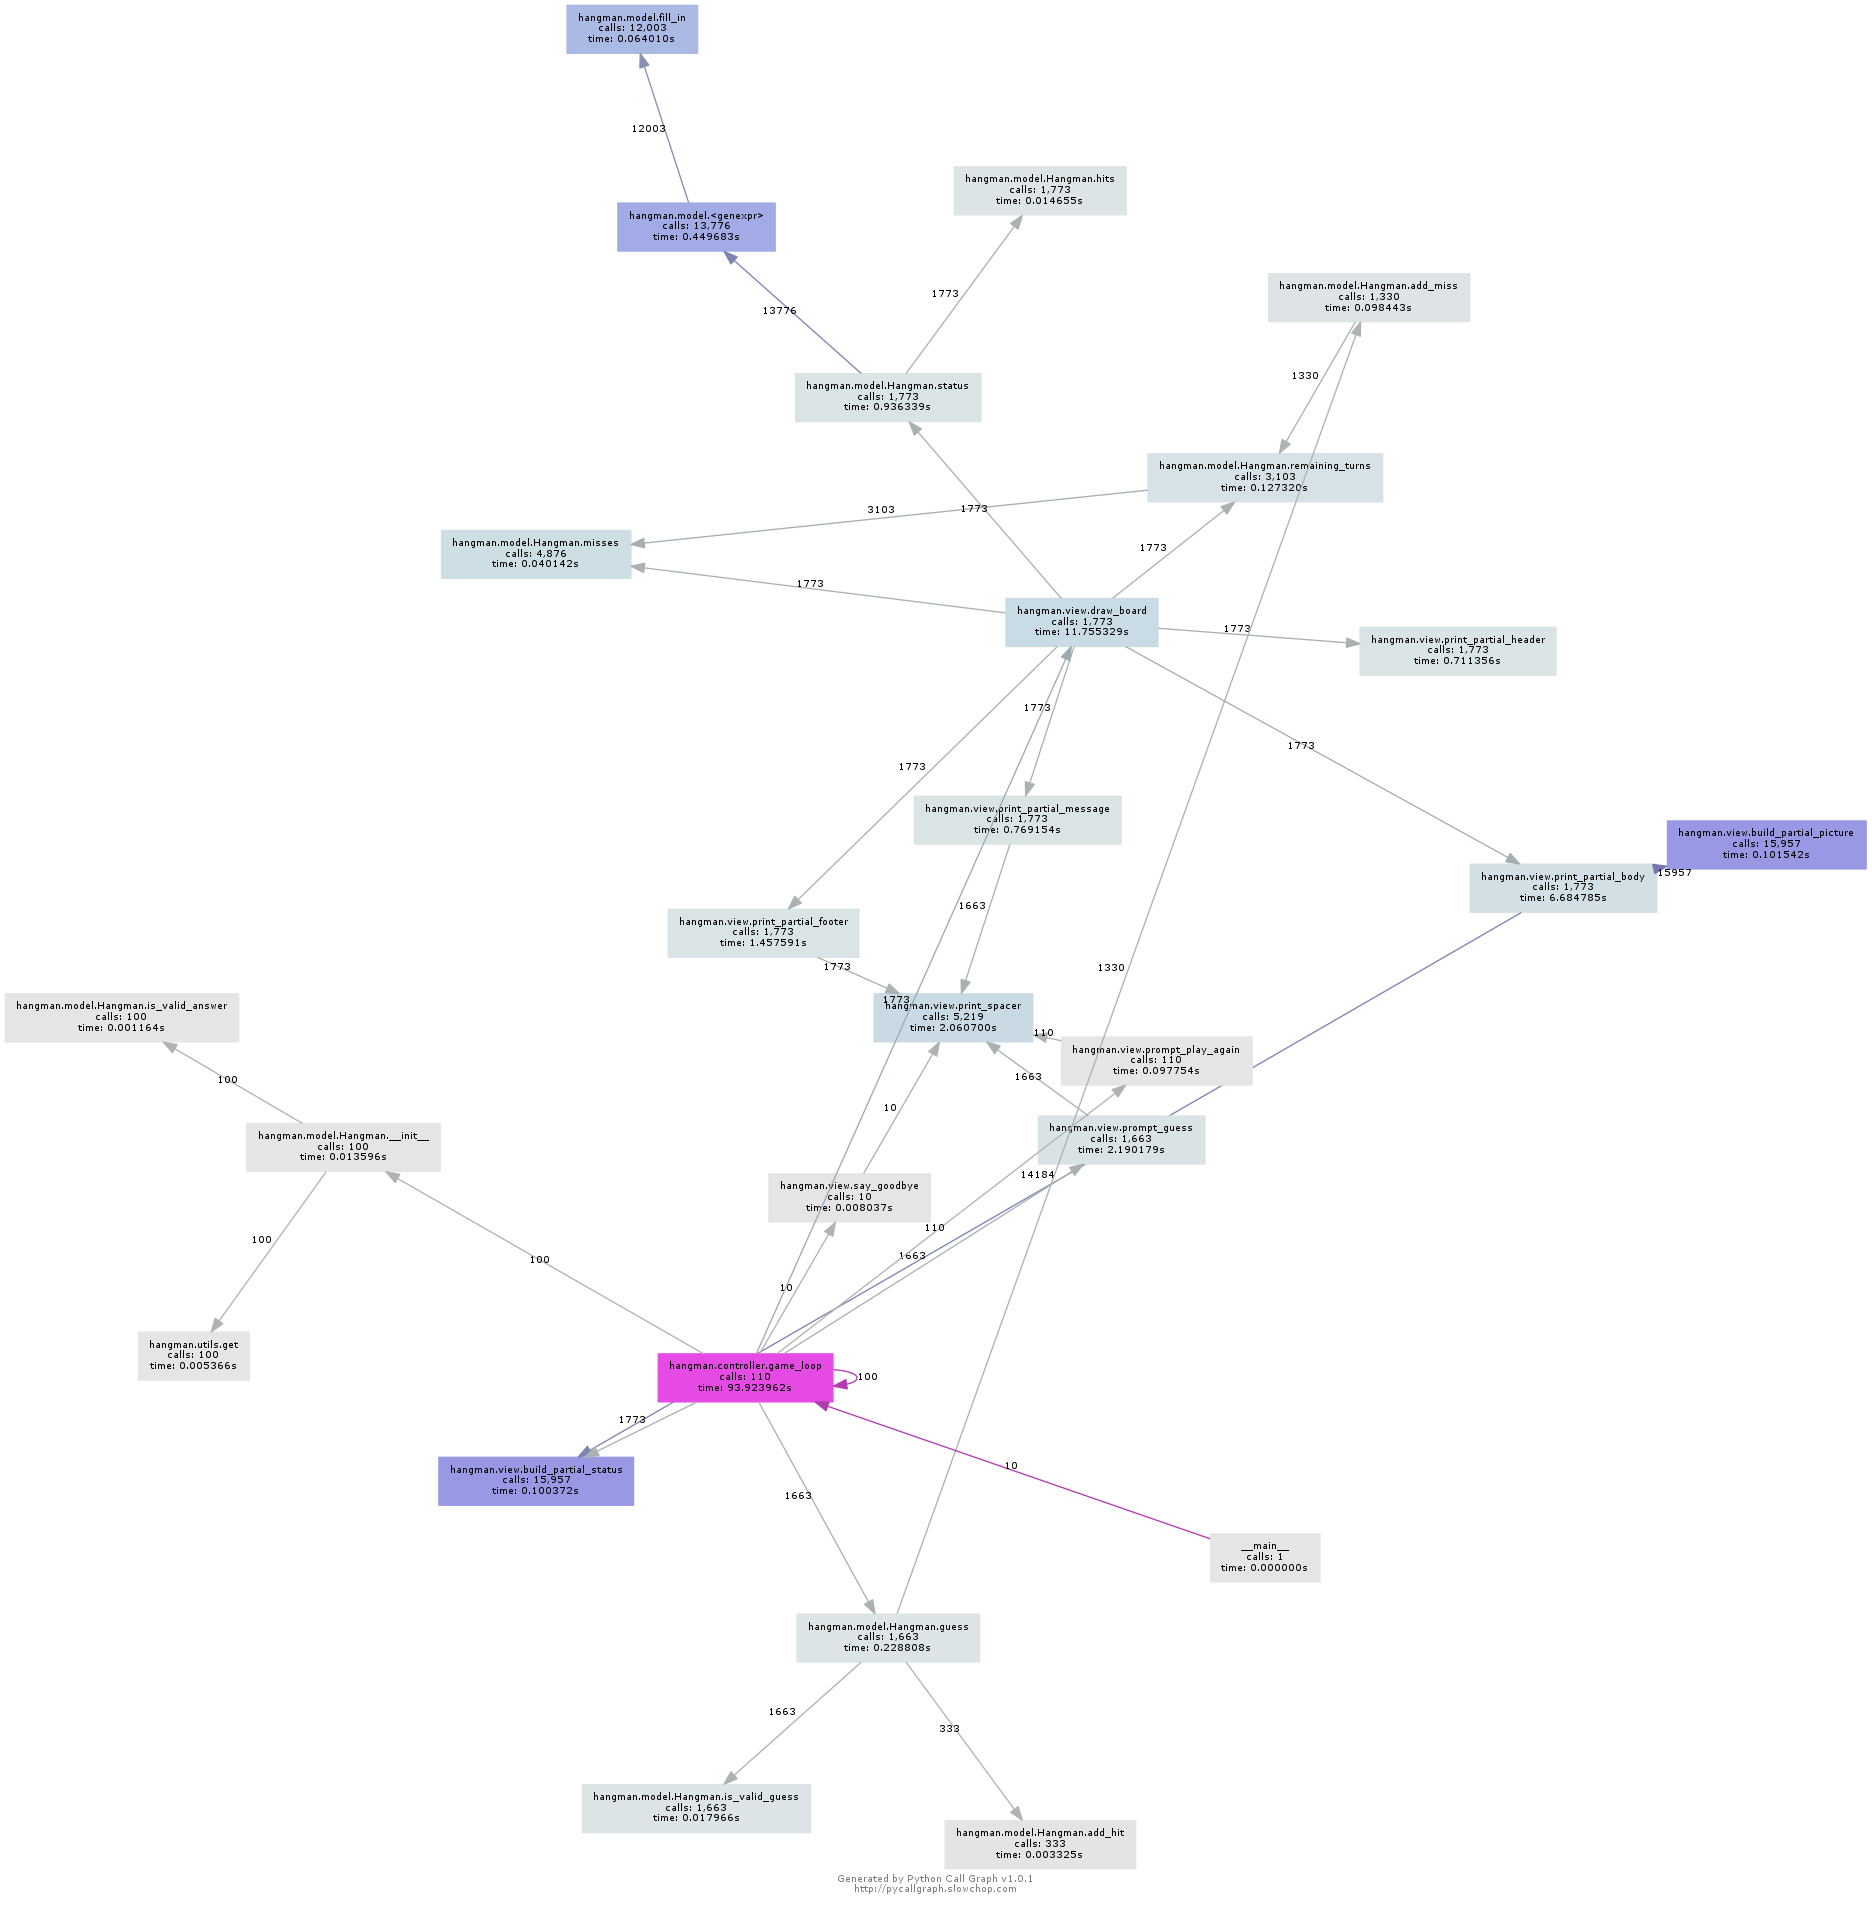 hangman.model.fill_in
calls: 12,003
time: 0.064010s
12003
hangman.model.Hangman.hits
calls: 1,773
time: 0.014655s
hangman.model.<genexpr>
calls: 13,776
time: 0.449683s
1773
13776
hangman.model.Hangman.add_miss
calls: 1,330
time: 0.098443s
hangman.model.Hangman.status
calls: 1,773
time: 0.936339s
1330
hangman.model.Hangman.remaining_turns
calls: 3,103
time: 0.127320s
3103
1773
hangman.model.Hangman.misses
calls: 4,876
time: 0.040142s
1773
1773
hangman.view.draw_board
calls: 1,773
time: 11.755329s
1773
hangman.view.print_partial_header
calls: 1,773
time: 0.711356s
1773
1773
1773
hangman.view.print_partial_message
calls: 1,773
time: 0.769154s
hangman.view.build_partial_picture
calls: 15,957
time: 0.101542s
15957
hangman.view.print_partial_body
calls: 1,773
time: 6.684785s
1663
hangman.view.print_partial_footer
calls: 1,773
time: 1.457591s
1773
1330
1773
hangman.view.print_spacer
calls: 5,219
time: 2.060700s
hangman.model.Hangman.is_valid_answer
calls: 100
time: 0.001164s
110
hangman.view.prompt_play_again
calls: 110
time: 0.097754s
100
1663
10
hangman.view.prompt_guess
calls: 1,663
time: 2.190179s
hangman.model.Hangman.__init__
calls: 100
time: 0.013596s
14184
hangman.view.say_goodbye
calls: 10
time: 0.008037s
110
100
1663
100
10
hangman.utils.get
calls: 100
time: 0.005366s
hangman.controller.game_loop
calls: 110
time: 93.923962s
100
1773
hangman.view.build_partial_status
calls: 15,957
time: 0.100372s
10
1663
__main__
calls: 1
time: 0.000000s
hangman.model.Hangman.guess
calls: 1,663
time: 0.228808s
1663
333
hangman.model.Hangman.is_valid_guess
calls: 1,663
time: 0.017966s
hangman.model.Hangman.add_hit
calls: 333
time: 0.003325s
Generated by Python Call Graph v1.0.1
http://pycallgraph.slowchop.com